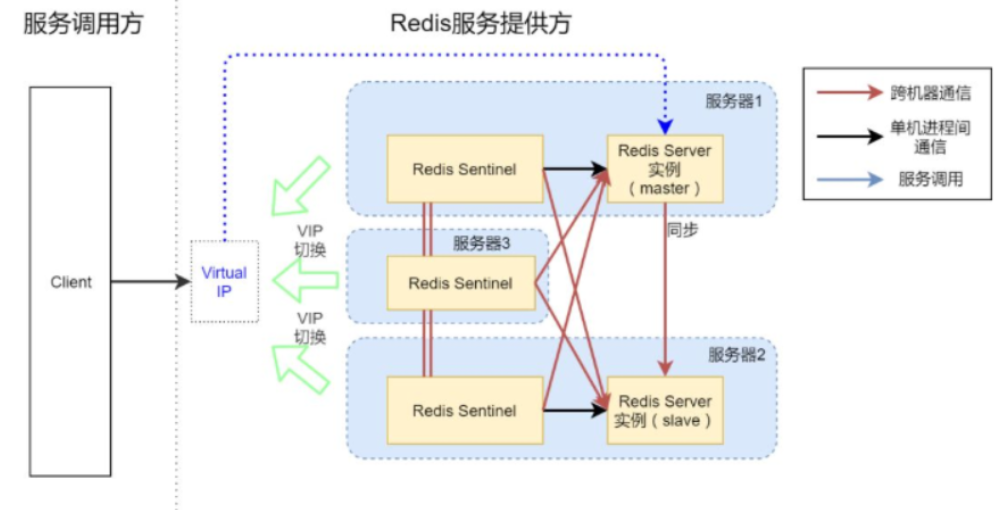 服务调用方
Redis服务提供方
服务器1
Redis Sentinel
Redis Server
实例
（master）
跨机器通信
单机进程间
通信
服务调用
同步
VIP
切换
服务器3
Client
Virtual
IP
Redis Sentinel
VIP
切换
服务器2
Redis Sentinel
Redis Server
实例（slave）